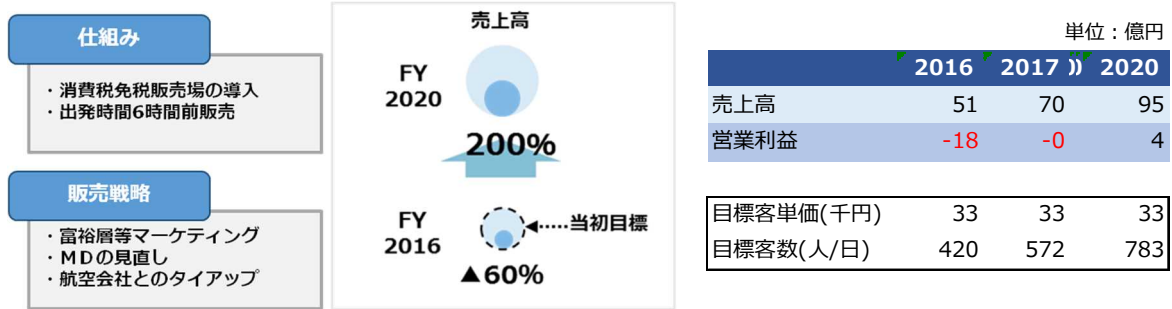 仕組み
・消費税免税販売場の導入
・出発時間6時間前販売
販売戦略
・富裕層等マーケティング
・MDの見直し
・航空会社とのタイアップ
売上高
FY
2020
200%
FY
2016
当初目標
▲60%
単位：億円
2016 2017 2020
売上高 51 70 95
営業利益 -18 -0 4
目標客単価(千円) 33 33 33
目標客数(人/日) 420 572 783